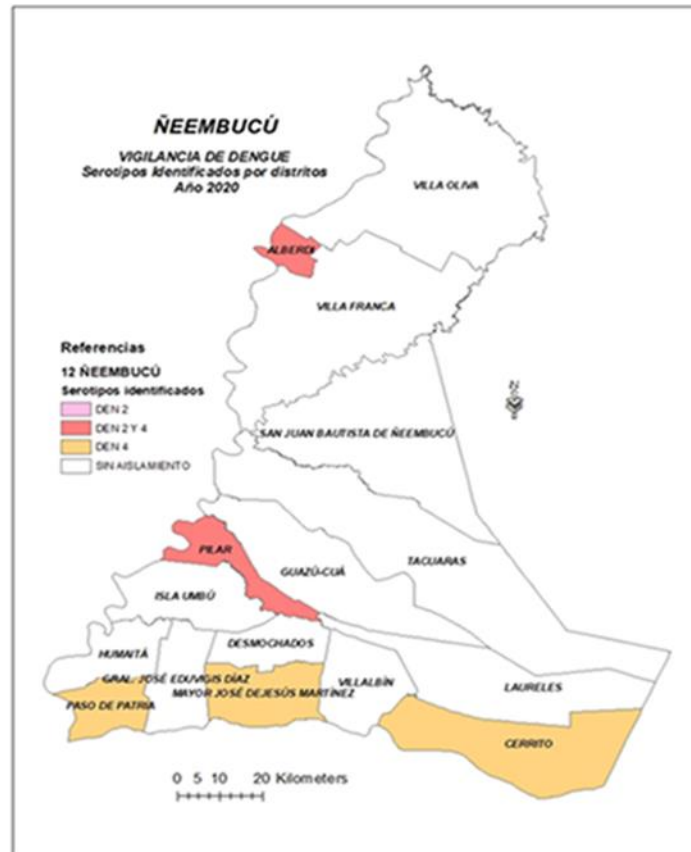 ÑEEMBUCÚ
VIGILANCIA DE DENGUE
Serotipos Identificados por distritos
Año 2020
VILLA OLIVA
ALBERDI
VILLA FRANCA
Referencias
12 ÑEEMBUCÚ
Serotipos identificados
DEN 2
DEN 2 Y 4
DEN 4
SIN AISLAMIENTO
SAN JUAN BAUTISTA DE ÑEEMBUCÚ
PILAR
TACUARAS
GUAZÚ-CUÁ
ISLA UMBÚ
DESMOCHADOS
HUMAITÁ
GRAL. JOSÉ EDUVIGIS DÍAZ
VILLALBÍN
LAURELES
MAYOR JOSÉ DEJESÚS MARTÍNEZ
PASO DE PATRIA
CERRITO
0 5 10 20 Kilometers